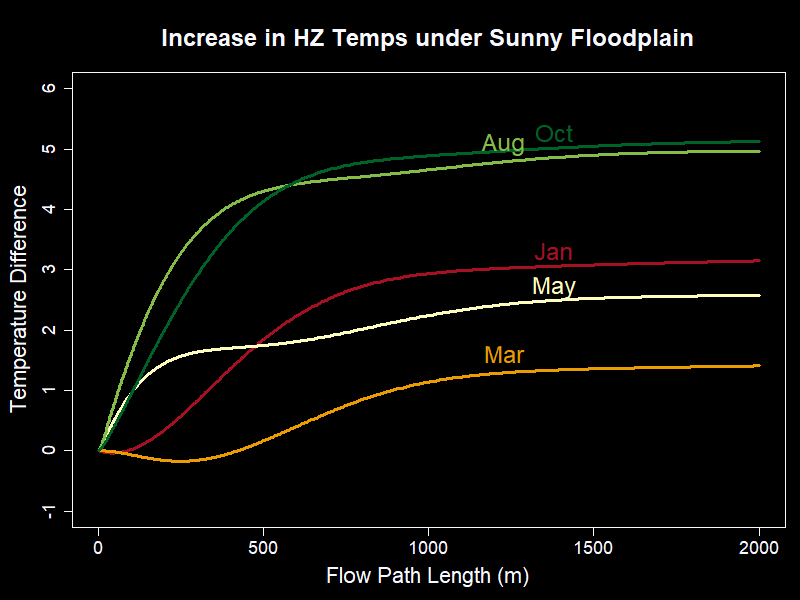 Increase in HZ Temps under Sunny Floodplain
Temperature Difference
6
5
4
3
2
1
0
-1
Oct
Aug
Jan
May
Mar
0 500 1000 1500 2000
Flow Path Length (m)